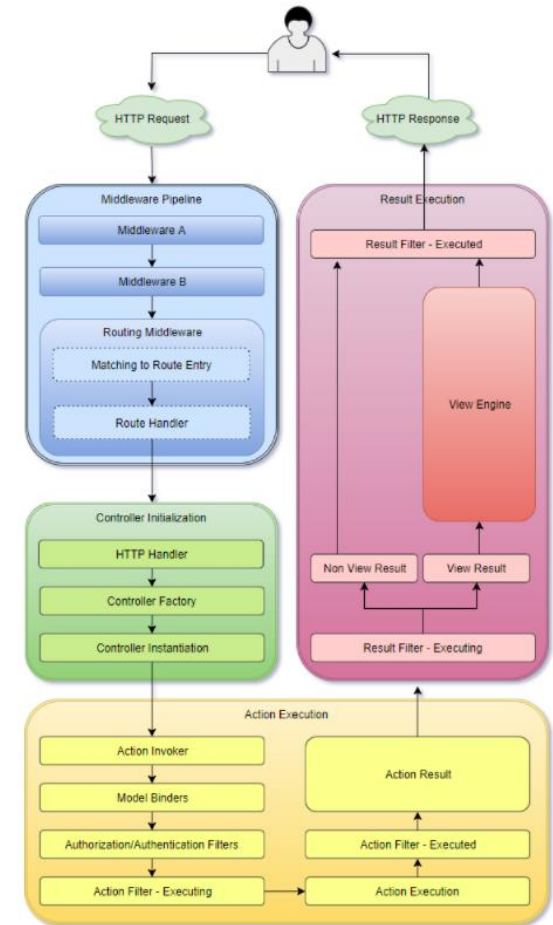 HTTP Request
HTTP Response
Middleware Pipeline
Middleware A
Middleware B
Routing Middleware
Matching to Route Entry
Route Handler
Controller Initialization
HTTP Handler
Controller Factory
Controller Instantiation
Action Execution
Action Invoker
Model Binders
Authorization/Authentication Filters
Action Filter - Executing
Action Execution
Action Filter - Executed
Action Result
Result Execution
Result Filter - Executing
Non View Result
View Result
View Engine
Result Filter - Executed